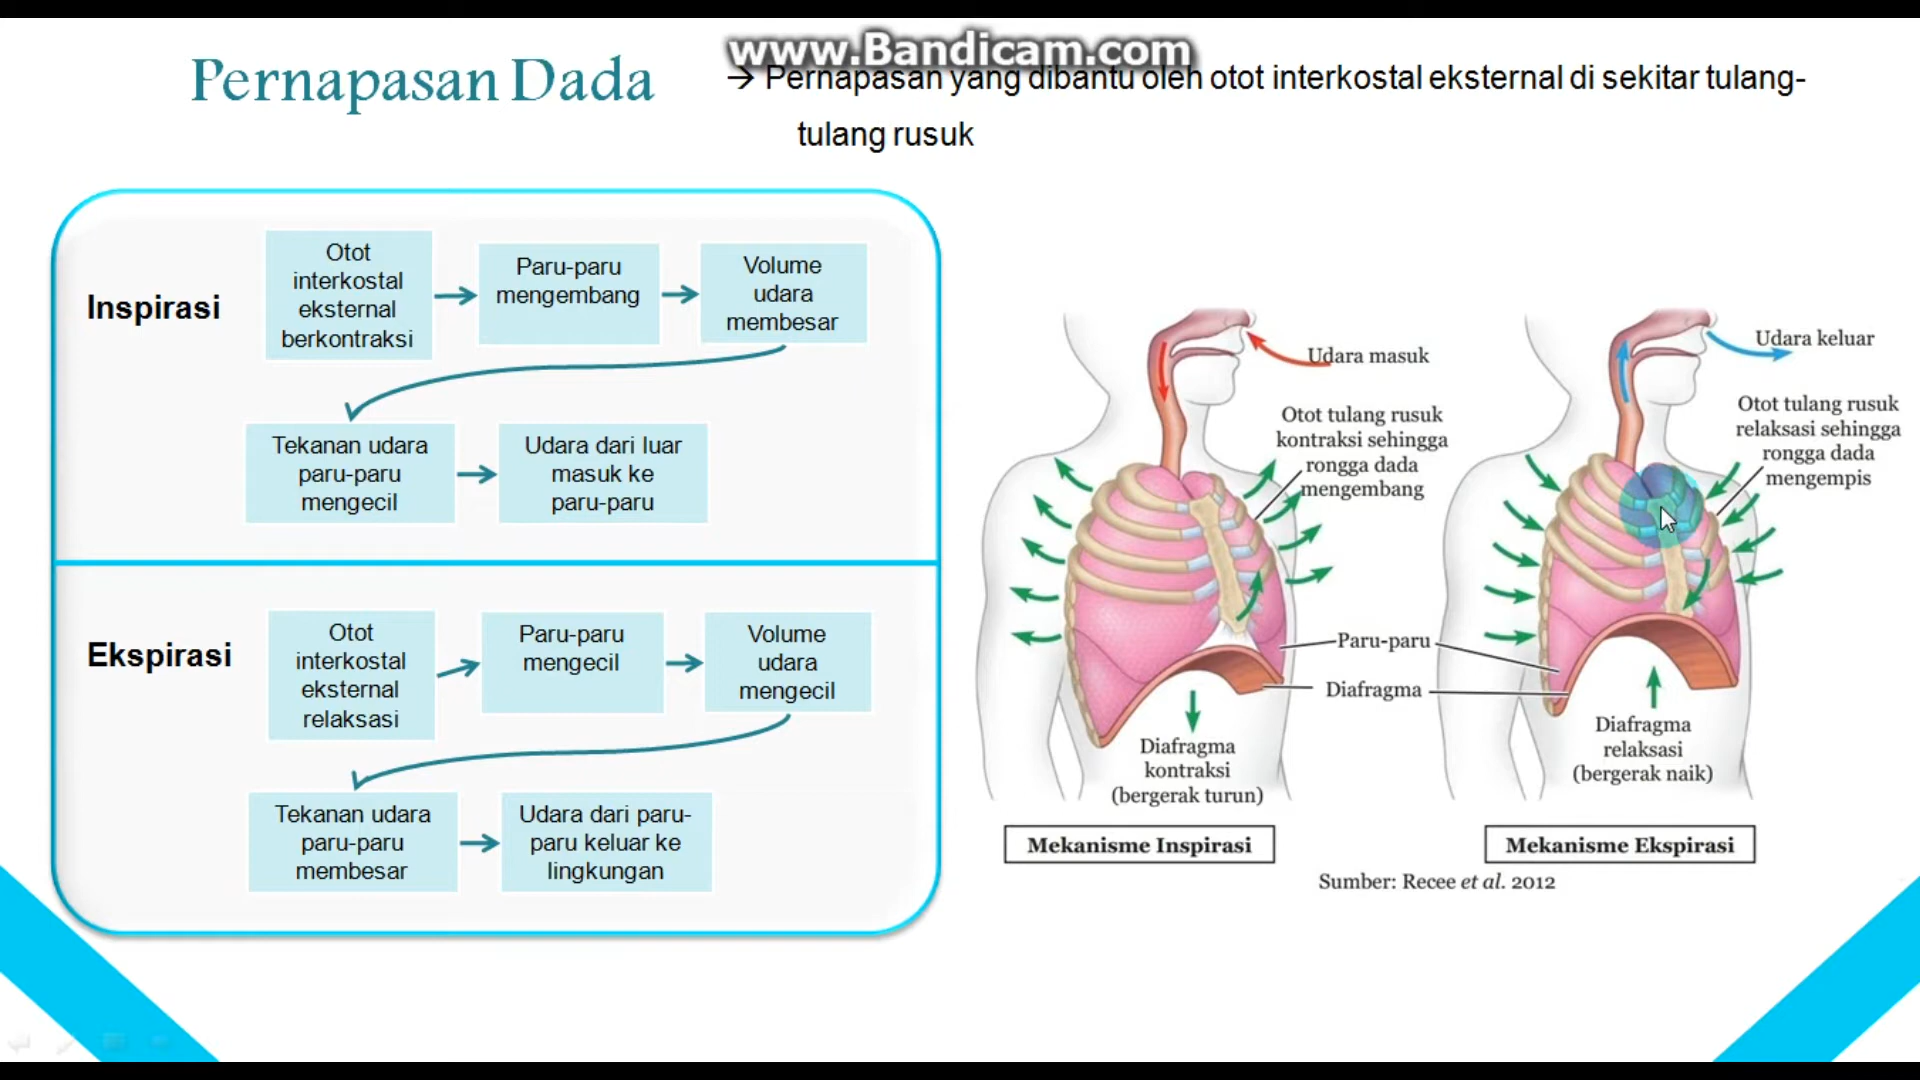 www.Bandicam.com
Pernapasan Dada
→ Pernapasan yang dibantu oleh otot interkostal eksternal di sekitar tulang-
tulang rusuk
Inspirasi
Otot
interkostal
eksternal
berkontraksi
Paru-paru
mengembang
Volume
udara
membesar
Tekanan udara
paru-paru
mengecil
Udara dari luar
masuk ke
paru-paru
Ekspirasi
Otot
interkostal
eksternal
relaksasi
Paru-paru
mengecil
Volume
udara
mengecil
Tekanan udara
paru-paru
membesar
Udara dari paru-
paru keluar ke
lingkungan
Udara masuk
Otot tulang rusuk
kontraksi sehingga
rongga dada
mengembang
Udara keluar
Otot tulang rusuk
relaksasi sehingga
rongga dada
mengempis
Paru-paru
Diafragma
Diafragma
kontraksi
(bergerak turun)
Diafragma
relaksasi
(bergerak naik)
Mekanisme Inspirasi
Mekanisme Ekspirasi
Sumber: Recee et al. 2012